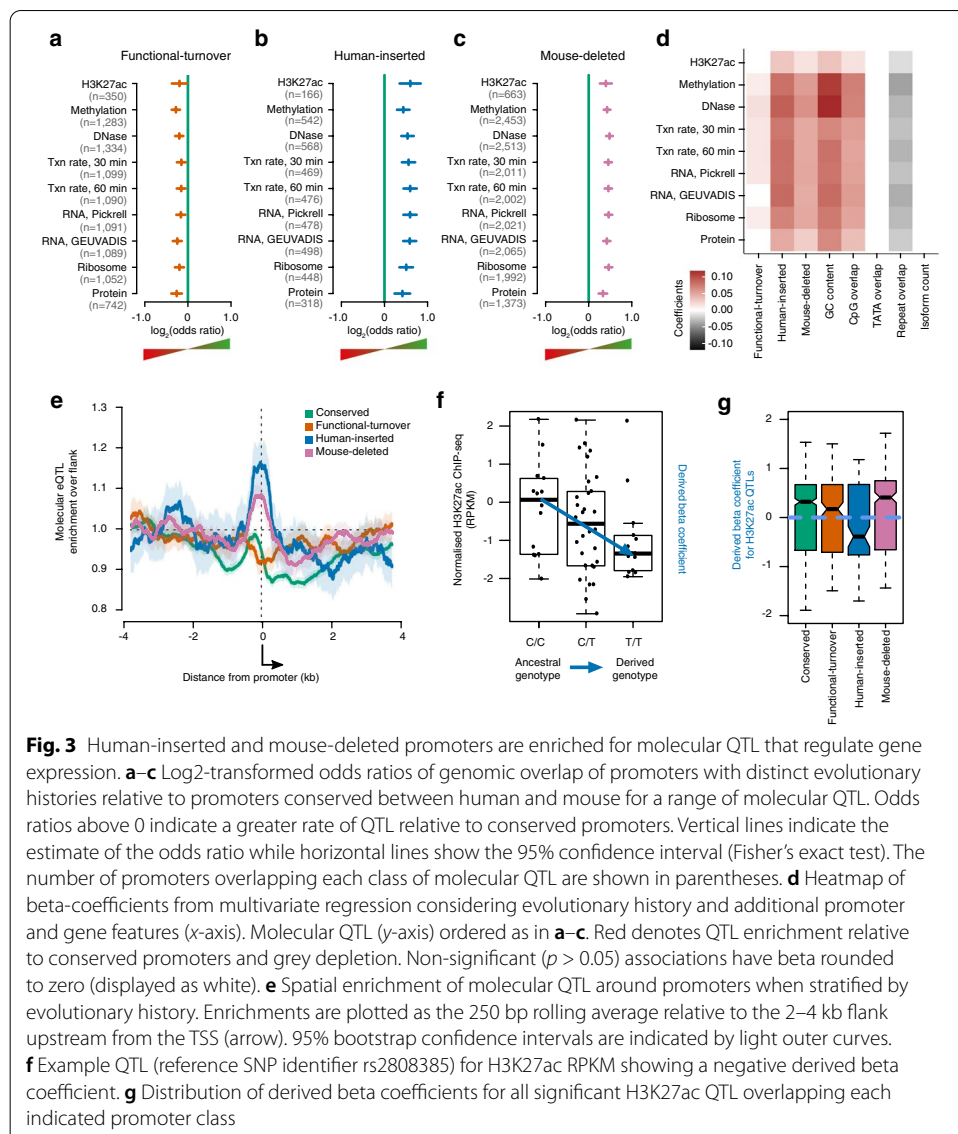 a
Functional-turnover
H3K27ac
(n=350)
Methylation
(n=1,283)
DNase
(n=1,334)
Txn rate, 30 min
(n=1,099)
Txn rate, 60 min
(n=1,090)
RNA, Pickrell
(n=1,091)
RNA, GEUVADIS
(n=1,089)
Ribosome
(n=1,052)
Protein
(n=742)
-1.0 0 1.0
log2(odds ratio)
b
Human-inserted
H3K27ac
(n=166)
Methylation
(n=542)
DNase
(n=568)
Txn rate, 30 min
(n=469)
Txn rate, 60 min
(n=476)
RNA, Pickrell
(n=478)
RNA, GEUVADIS
(n=498)
Ribosome
(n=448)
Protein
(n=318)
-1.0 0 1.0
log2(odds ratio)
c
Mouse-deleted
H3K27ac
(n=663)
Methylation
(n=2,453)
DNase
(n=2,513)
Txn rate, 30 min
(n=2,011)
Txn rate, 60 min
(n=2,002)
RNA, Pickrell
(n=2,021)
RNA, GEUVADIS
(n=2,065)
Ribosome
(n=1,992)
Protein
(n=1,373)
-1.0 0 1.0
log2(odds ratio)
d
H3K27ac
Methylation
DNase
Txn rate, 30 min
Txn rate, 60 min
RNA, Pickrell
RNA, GEUVADIS
Ribosome
Protein
Coefficients
0.10
0.05
0.00
-0.05
-0.10
Functional-turnover
Human-inserted
Mouse-deleted
GC content
CpG overlap
TATA overlap
Repeat overlap
Isoform count
e
Molecular eQTL
enrichment over flank
1.3
1.2
1.1
1.0
0.9
0.8
Conserved
Functional-turnover
Human-inserted
Mouse-deleted
-4 -2 0 2 4
Distance from promoter (kb)
f
Normalised H3K27ac ChIP-seq
(RPKM)
2
1
0
-1
-2
Derived beta
coefficient
C/C C/T T/T
Ancestral
genotype
Derived
genotype
g
Derived beta coefficient
for H3K27ac QTLs
2
1
0
-1
-2
Conserved
Functional-turnover
Human-inserted
Mouse-deleted
Fig. 3 Human-inserted and mouse-deleted promoters are enriched for molecular QTL that regulate gene
expression. a–c Log2-transformed odds ratios of genomic overlap of promoters with distinct evolutionary
histories relative to promoters conserved between human and mouse for a range of molecular QTL. Odds
ratios above 0 indicate a greater rate of QTL relative to conserved promoters. Vertical lines indicate the
estimate of the odds ratio while horizontal lines show the 95% confidence interval (Fisher's exact test). The
number of promoters overlapping each class of molecular QTL are shown in parentheses. d Heatmap of
beta-coefficients from multivariate regression considering evolutionary history and additional promoter
and gene features (x-axis). Molecular QTL (y-axis) ordered as in a–c. Red denotes QTL enrichment relative
to conserved promoters and grey depletion. Non-significant (p > 0.05) associations have beta rounded
to zero (displayed as white). e Spatial enrichment of molecular QTL around promoters when stratified by
evolutionary history. Enrichments are plotted as the 250 bp rolling average relative to the 2–4 kb flank
upstream from the TSS (arrow). 95% bootstrap confidence intervals are indicated by light outer curves.
f Example QTL (reference SNP identifier rs2808385) for H3K27ac RPKM showing a negative derived beta
coefficient. g Distribution of derived beta coefficients for all significant H3K27ac QTL overlapping each
indicated promoter class